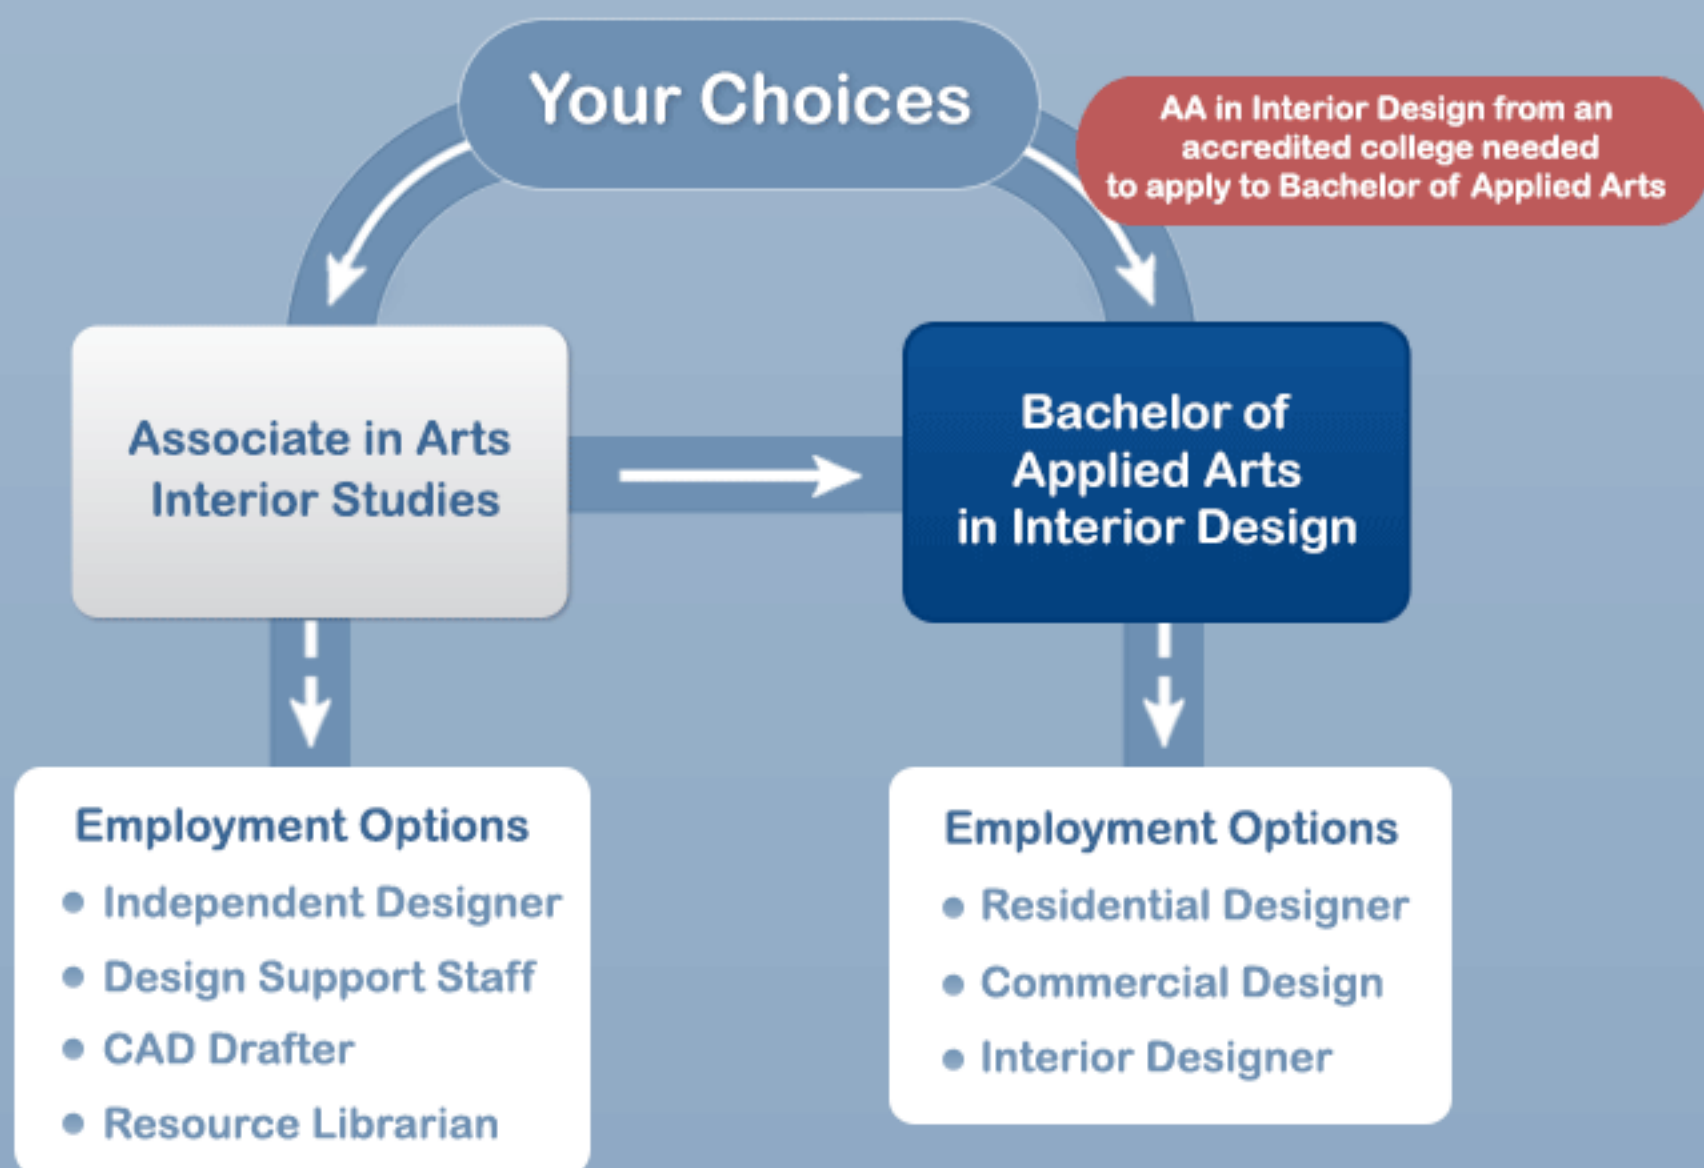 Your Choices
AA in Interior Design from an
accredited college needed
to apply to Bachelor of Applied Arts
Associate in Arts
Interior Studies
Bachelor of
Applied Arts
in Interior Design
Employment Options
• Independent Designer
• Design Support Staff
• CAD Drafter
• Resource Librarian
Employment Options
• Residential Designer
• Commercial Design
• Interior Designer